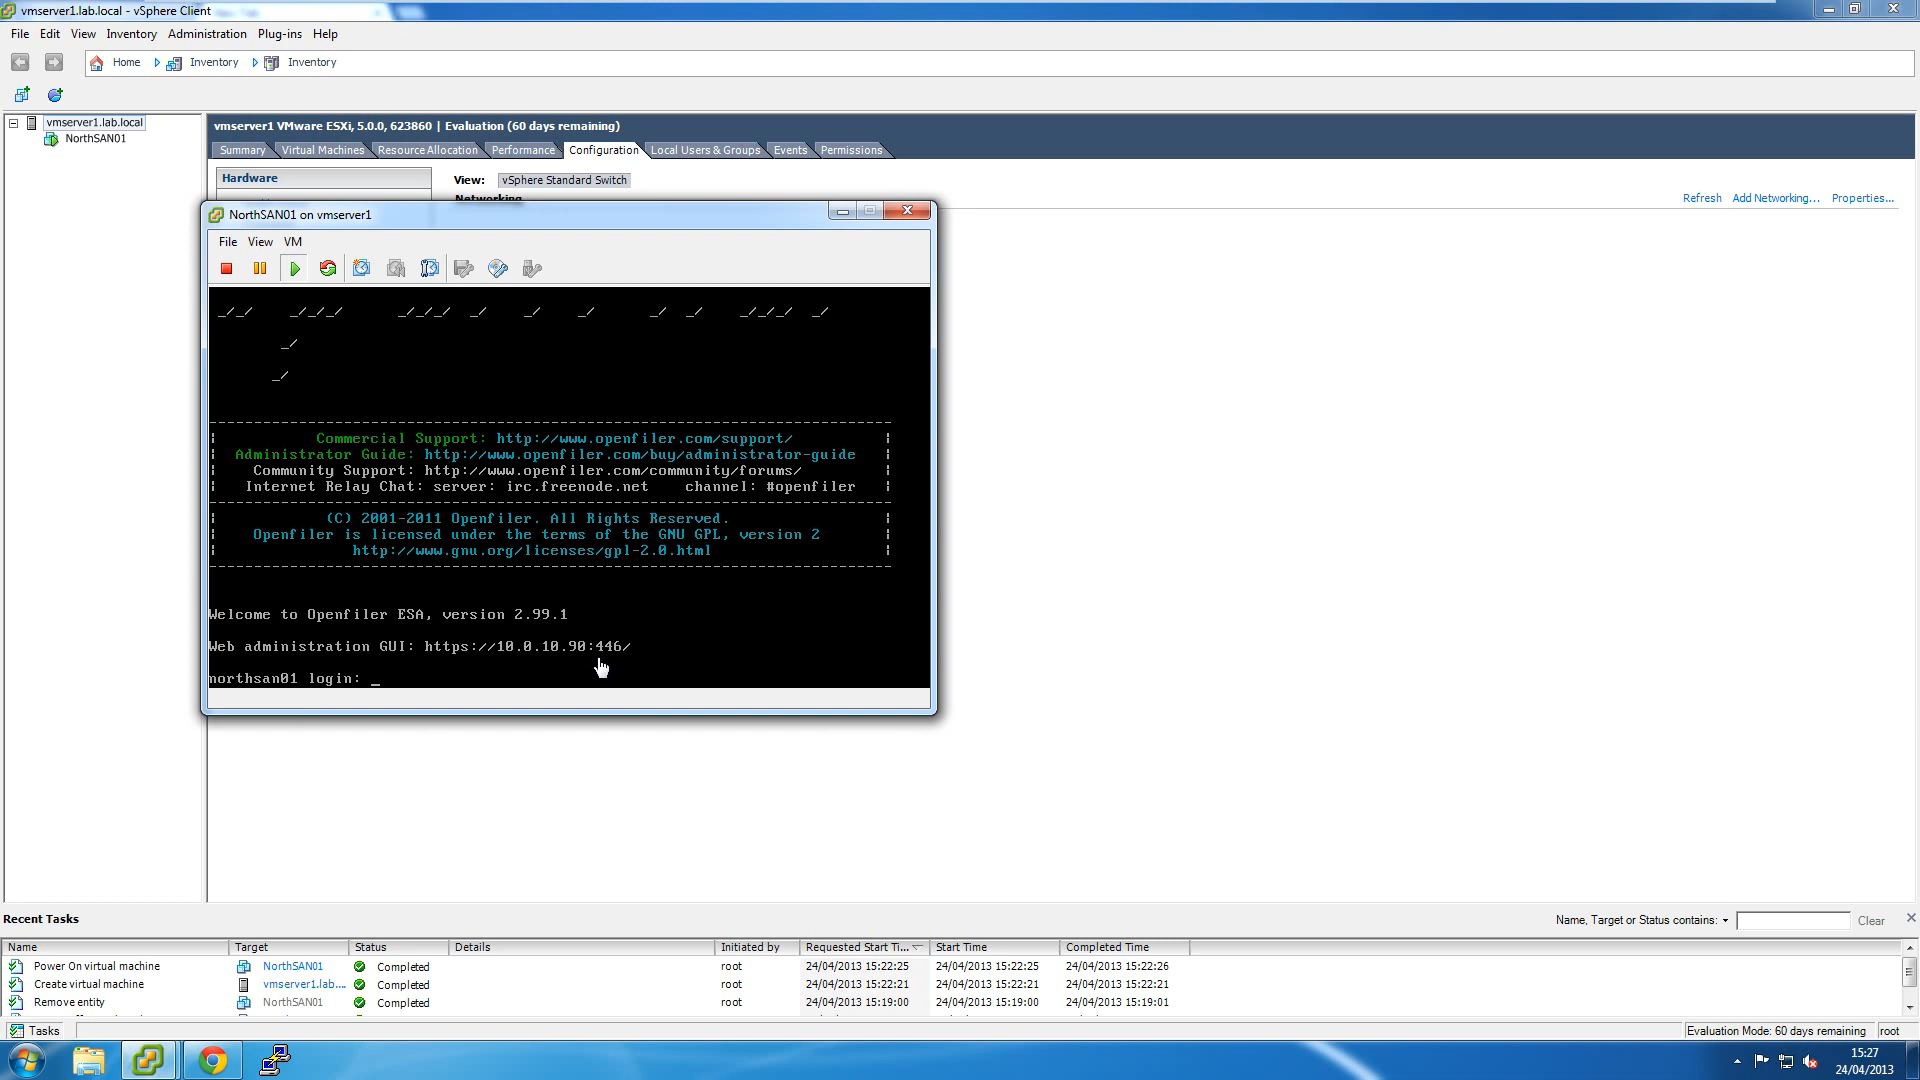 vmserver1.lab.local - vSphere Client
File Edit View Inventory Administration Plug-ins Help
Home Inventory Inventory
vmserver1.lab.local
NorthSAN01
vmserver1 VMware ESXi, 5.0.0, 623860 | Evaluation (60 days remaining)
Summary Virtual Machines Resource Allocation Performance Configuration Local Users & Groups Events Permissions
Hardware
View: vSphere Standard Switch
Networking
Refresh Add Networking... Properties...
NorthSAN01 on vmserver1
File View VM
_/_/ _/_/_/ _/_/_/ _/ _/ _/ _/ _/ _/_/_/ _/
_/
_/
Commercial Support: http://www.openfiler.com/support/
Administrator Guide: http://www.openfiler.com/buy/administrator-guide
Community Support: http://www.openfiler.com/community/forums/
Internet Relay Chat: server: irc.freenode.net channel: #openfiler
(C) 2001-2011 Openfiler. All Rights Reserved.
Openfiler is licensed under the terms of the GNU GPL, version 2
http://www.gnu.org/licenses/gpl-2.0.html
Welcome to Openfiler ESA, version 2.99.1
Web administration GUI: https://10.0.10.90:446/
northsan01 login: _
Recent Tasks
Name, Target or Status contains: Clear
Name Target Status Details Initiated by Requested Start Ti... Start Time Completed Time
Power On virtual machine NorthSAN01 Completed root 24/04/2013 15:22:25 24/04/2013 15:22:25 24/04/2013 15:22:26
Create virtual machine vmserver1.lab.... Completed root 24/04/2013 15:22:21 24/04/2013 15:22:21 24/04/2013 15:22:21
Remove entity NorthSAN01 Completed root 24/04/2013 15:19:00 24/04/2013 15:19:00 24/04/2013 15:19:01
Tasks
Evaluation Mode: 60 days remaining root
15:27
24/04/2013